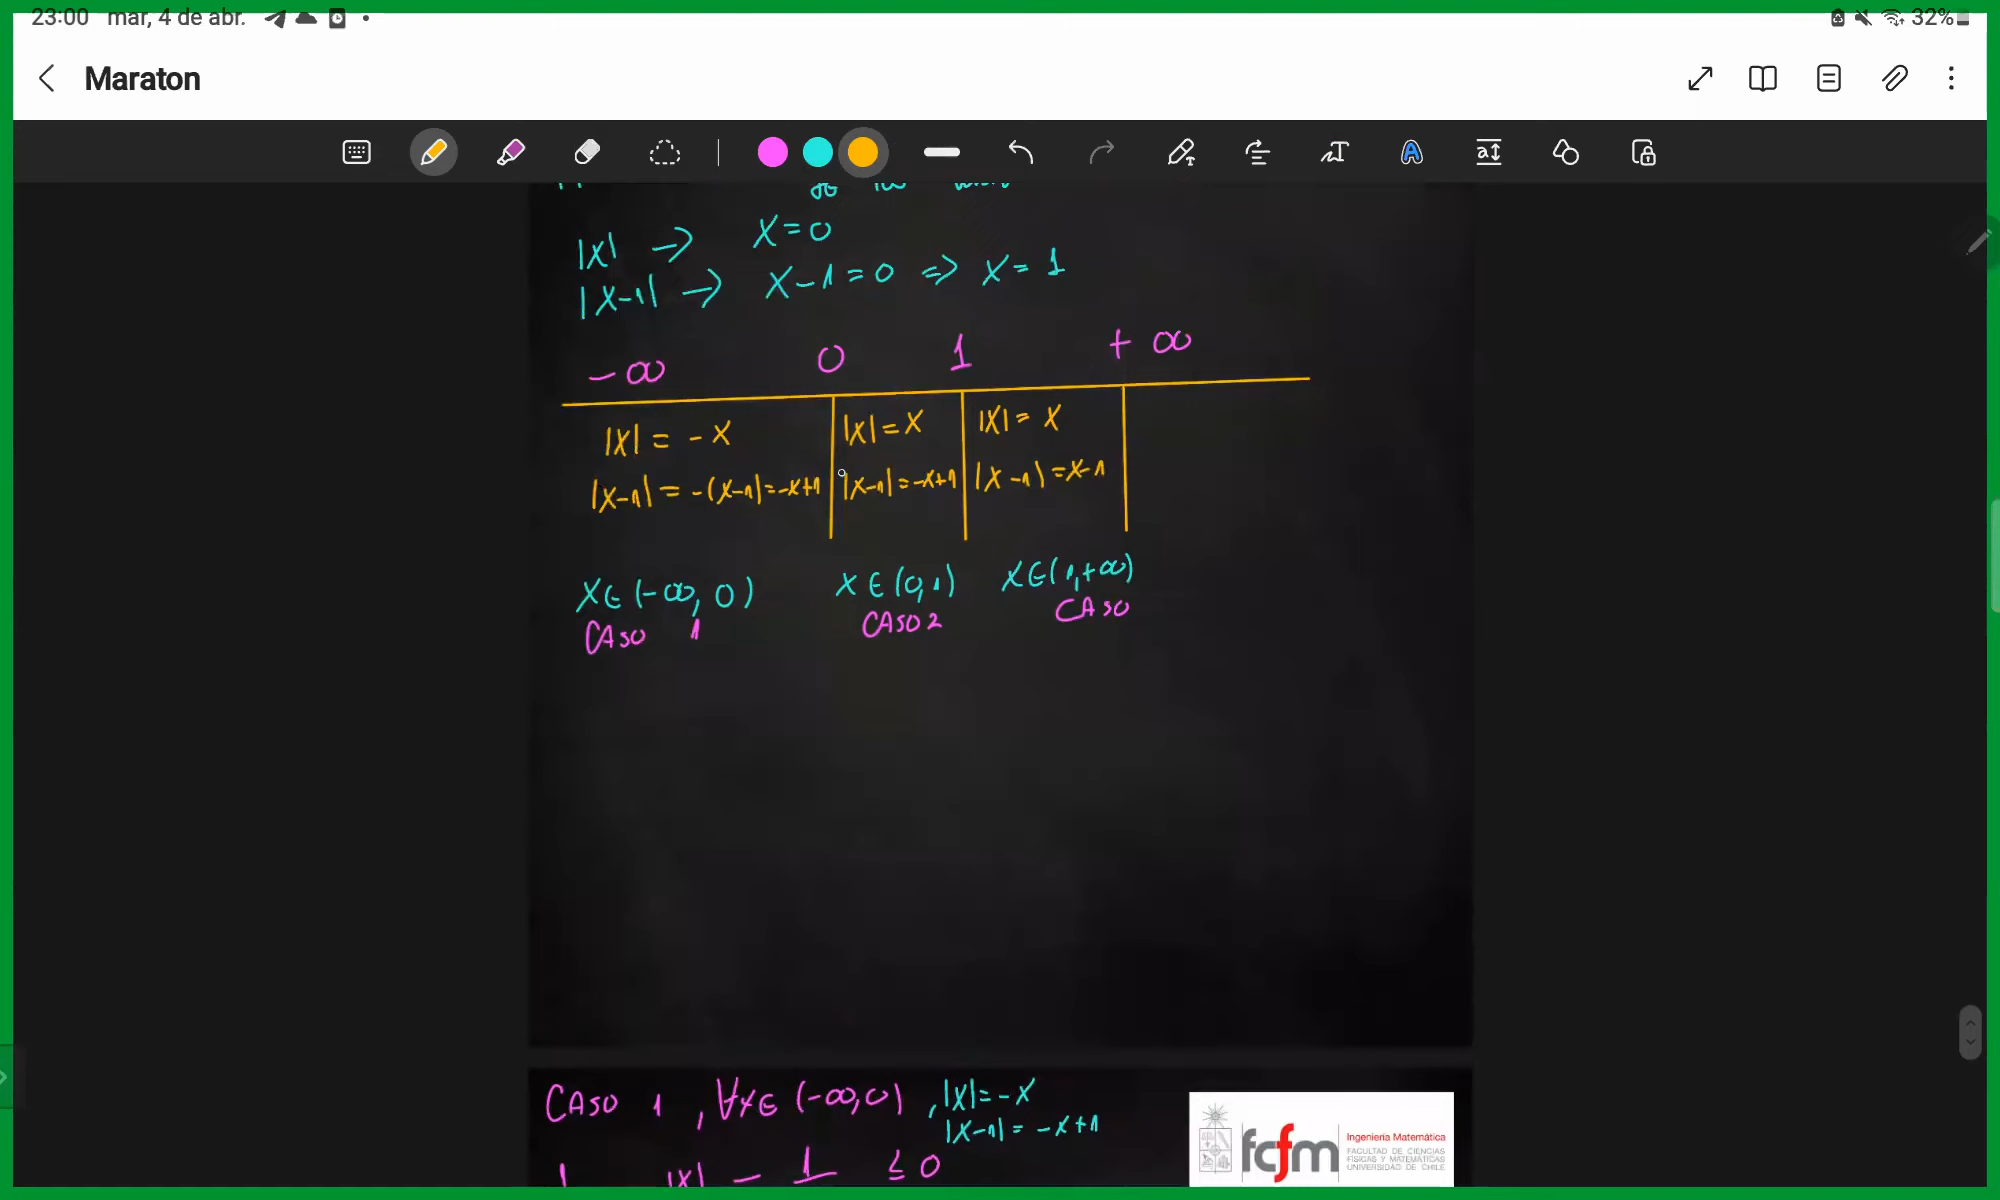 23:00 mar, 4 de abr. 32%
Maraton
|X| -> X=0
|X-1| -> X-1=0 => X=1
-∞ 0 1 +∞
|X| = -X |X|=X |X|=X
|X-1| = -(X-1)=-X+1 |X-1|=-X+1 |X-1|=X-1
X∈(-∞,0) X∈(0,1) X∈(1,+∞)
CASO 1 CASO 2 CASO
CASO 1, ∀X∈(-∞,0), |X|=-X
|X-1| = -X+1
|X| - 1 ≤ 0
fcfm
Ingeniería Matemática
FACULTAD DE CIENCIAS
FÍSICAS Y MATEMÁTICAS
UNIVERSIDAD DE CHILE